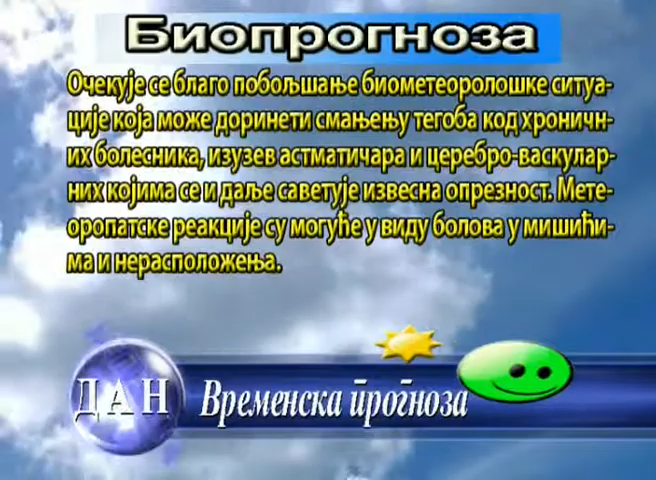 Биопрогноза
Очекује се благо побољшање биометеоролошке ситуа-
ције која може доринети смањењу тегоба код хроничн-
их болесника, изузев астматичара и церебро-васкулар-
них којима се и даље саветује извесна опрезност. Мете-
оропатске реакције су могуће у виду болова у мишићи-
ма и нерасположења.
ДАН
Временска прогноза